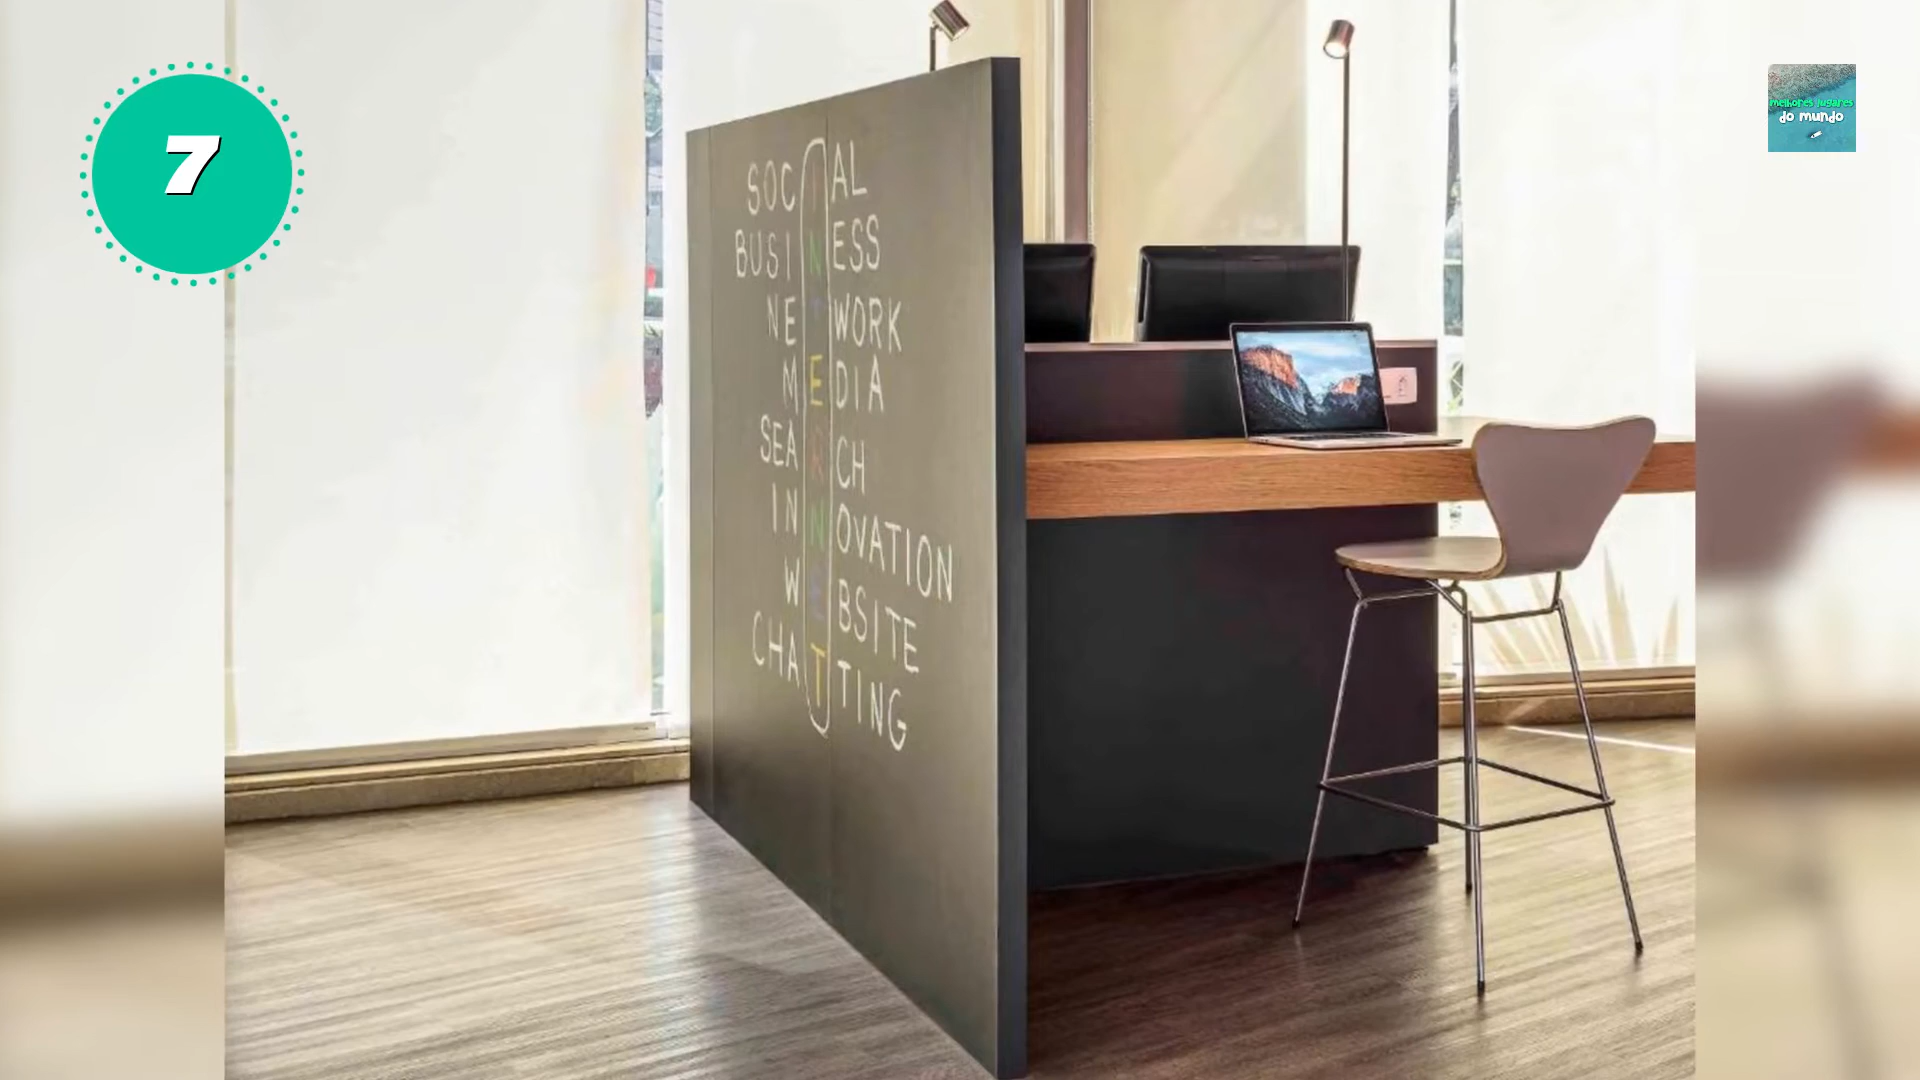 7
melhores lugares
do mundo
SOCIAL
BUSINESS
NETWORK
MEDIA
SEARCH
INNOVATION
WEBSITE
CHATTING